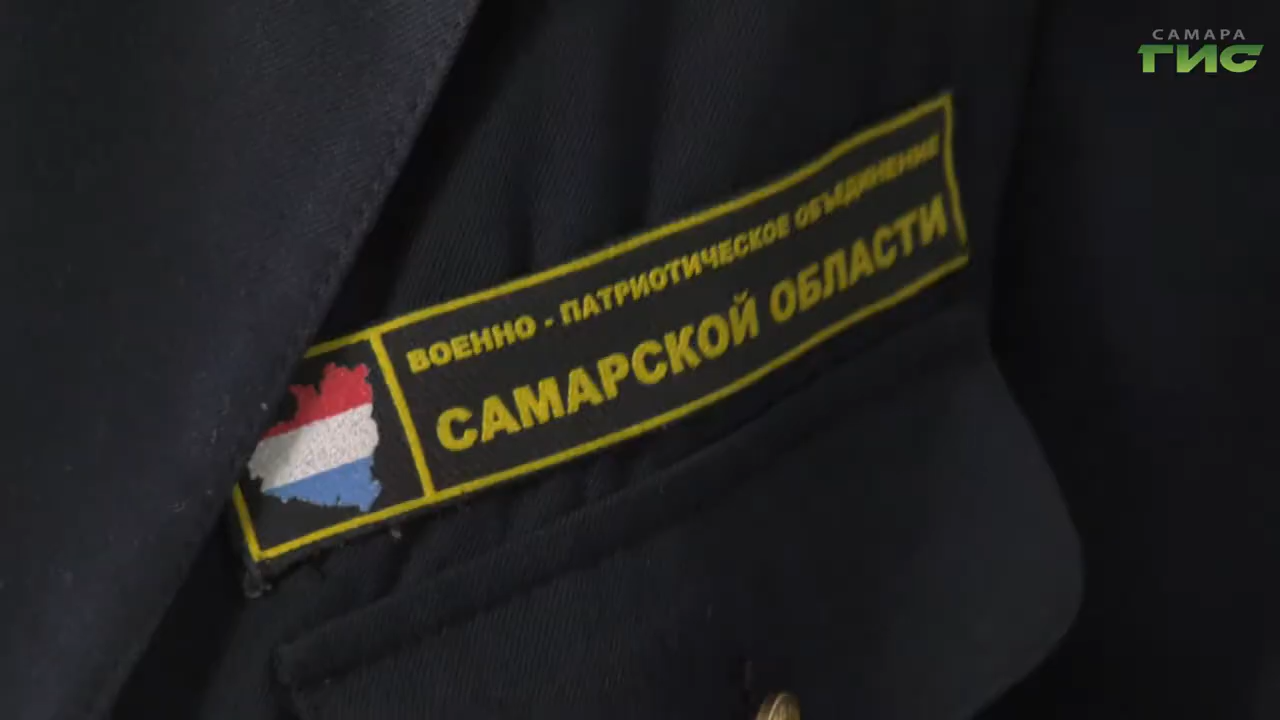 САМАРА
ГИС
ВОЕННО - ПАТРИОТИЧЕСКОЕ ОБЪЕДИНЕНИЕ
САМАРСКОЙ ОБЛАСТИ